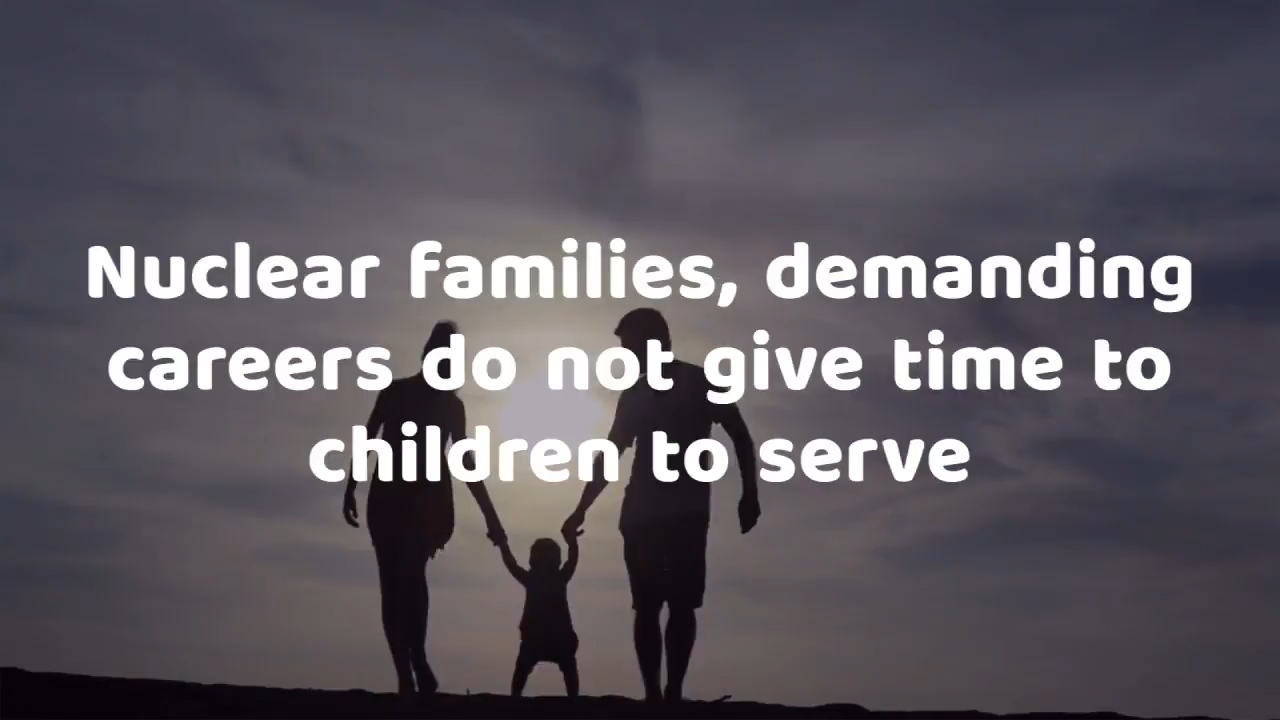 Nuclear families, demanding
careers do not give time to
children to serve